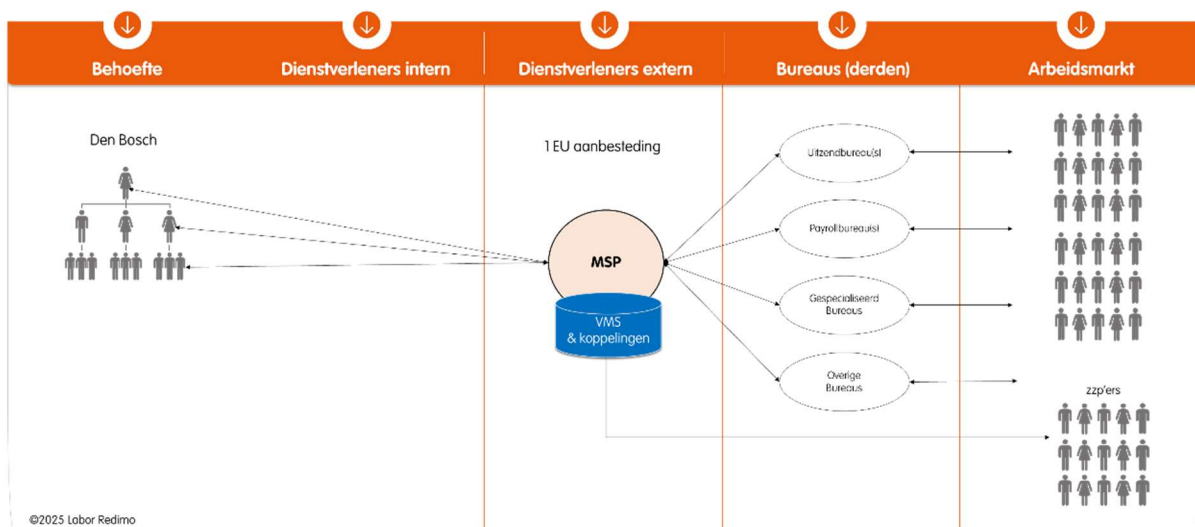 Behoefte
Dienstverleners intern
Dienstverleners extern
Bureaus (derden)
Arbeidsmarkt
Den Bosch
1 EU aanbesteding
Uitzendbureau(s)
Payrollbureau(s)
MSP
VMS
& koppelingen
Gespecialiseerd
Bureaus
Overige
Bureaus
zzp'ers
©2025 Labor Redimo